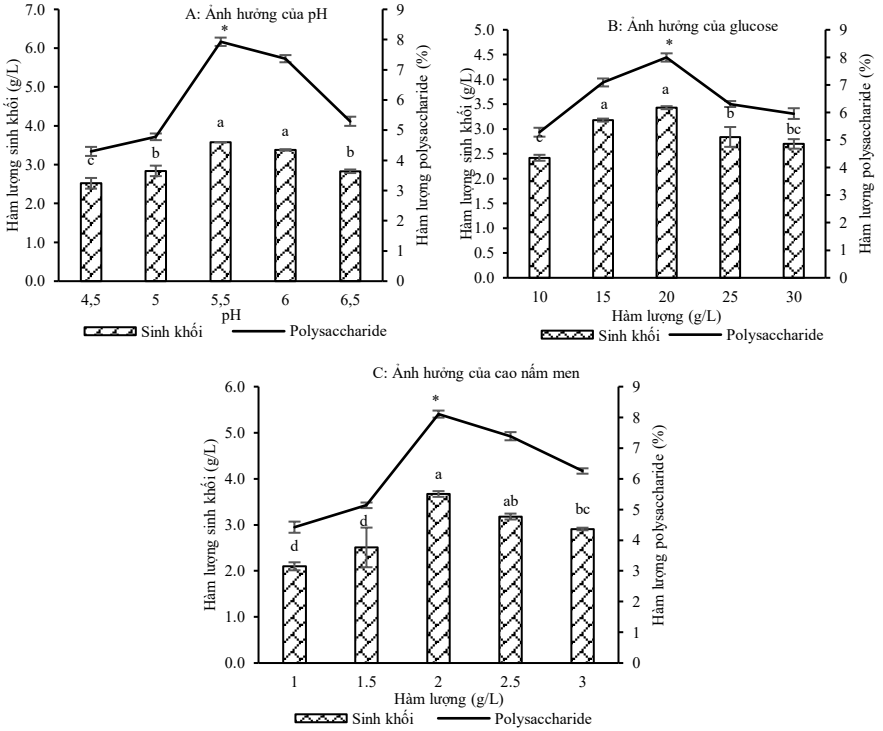 A: Ảnh hưởng của pH
Hàm lượng sinh khối (g/L)
7.0
6.0
5.0
4.0
3.0
2.0
1.0
0.0
c
b
a
*
a
b
9
8
7
6
5
4
3
2
1
0
Hàm lượng polysaccharide (%)
4,5 5 5,5 6 6,5
pH
Sinh khối Polysaccharide
B: Ảnh hưởng của glucose
Hàm lượng sinh khối (g/L)
5.0
4.5
4.0
3.5
3.0
2.5
2.0
1.5
1.0
0.5
0.0
c
a
*
a
b
bc
9
8
7
6
5
4
3
2
1
0
Hàm lượng polysaccharide (%)
10 15 20 25 30
Hàm lượng (g/L)
Sinh khối Polysaccharide
C: Ảnh hưởng của cao nấm men
Hàm lượng sinh khối (g/L)
6.0
5.0
4.0
3.0
2.0
1.0
0.0
d
d
*
a
ab
bc
9
8
7
6
5
4
3
2
1
0
Hàm lượng polysaccharide (%)
1 1.5 2 2.5 3
Hàm lượng (g/L)
Sinh khối Polysaccharide